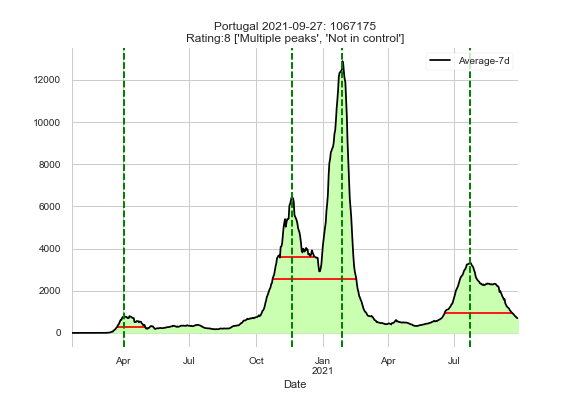 Portugal 2021-09-27: 1067175
Rating:8 ['Multiple peaks', 'Not in control']
Average-7d
12000
10000
8000
6000
4000
2000
0
Apr Jul Oct Jan Apr Jul
2021
Date